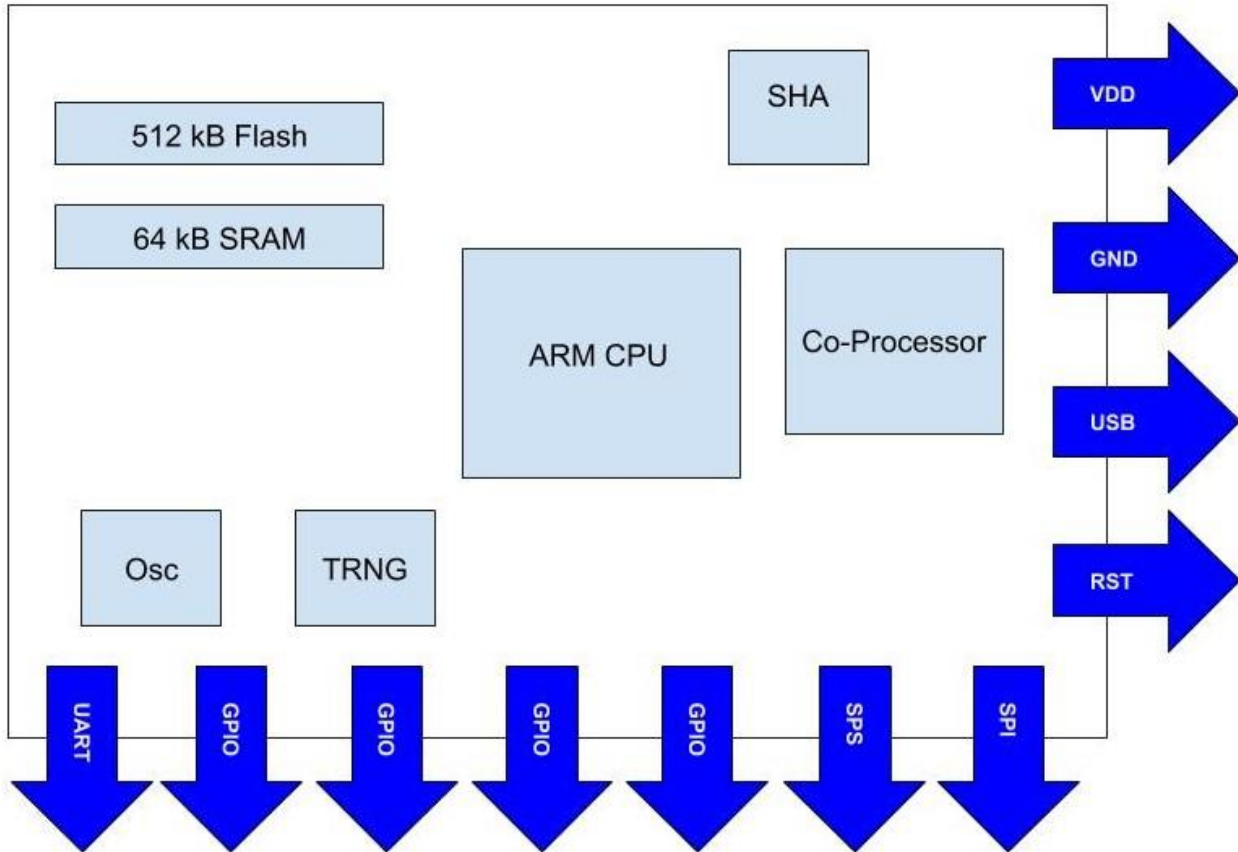 512 kB Flash
64 kB SRAM
SHA
ARM CPU
Co-Processor
Osc
TRNG
VDD
GND
USB
RST
UART
GPIO
GPIO
GPIO
GPIO
SPS
SPI